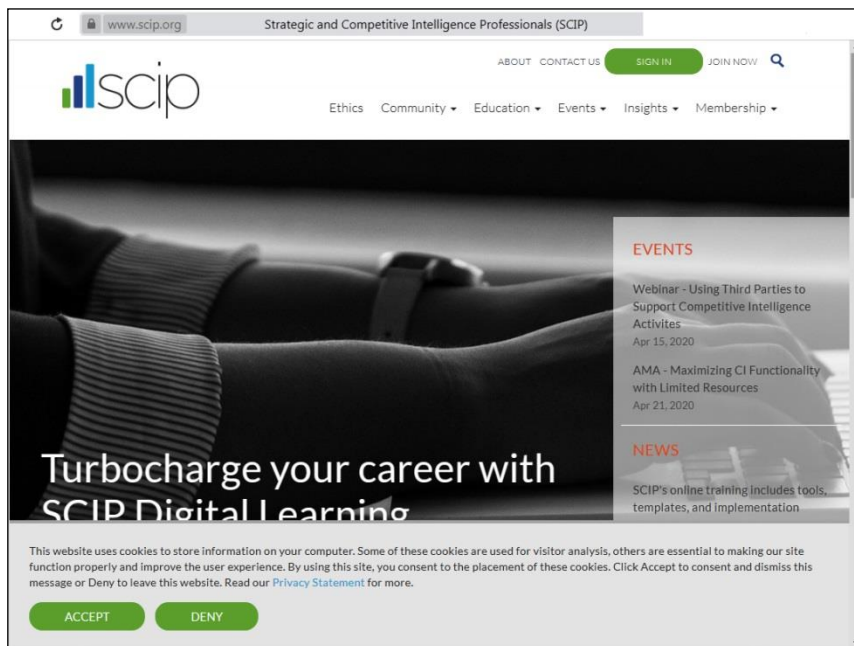 www.scip.org Strategic and Competitive Intelligence Professionals (SCIP)
ABOUT CONTACT US SIGN IN JOIN NOW
scip
Ethics Community Education Events Insights Membership
EVENTS
Webinar - Using Third Parties to
Support Competitive Intelligence
Activites
Apr 15, 2020
AMA - Maximizing CI Functionality
with Limited Resources
Apr 21, 2020
NEWS
SCIP's online training includes tools,
templates, and implementation
Turbocharge your career with
SCIP Digital Learning
This website uses cookies to store information on your computer. Some of these cookies are used for visitor analysis, others are essential to making our site
function properly and improve the user experience. By using this site, you consent to the placement of these cookies. Click Accept to consent and dismiss this
message or Deny to leave this website. Read our Privacy Statement for more.
ACCEPT DENY